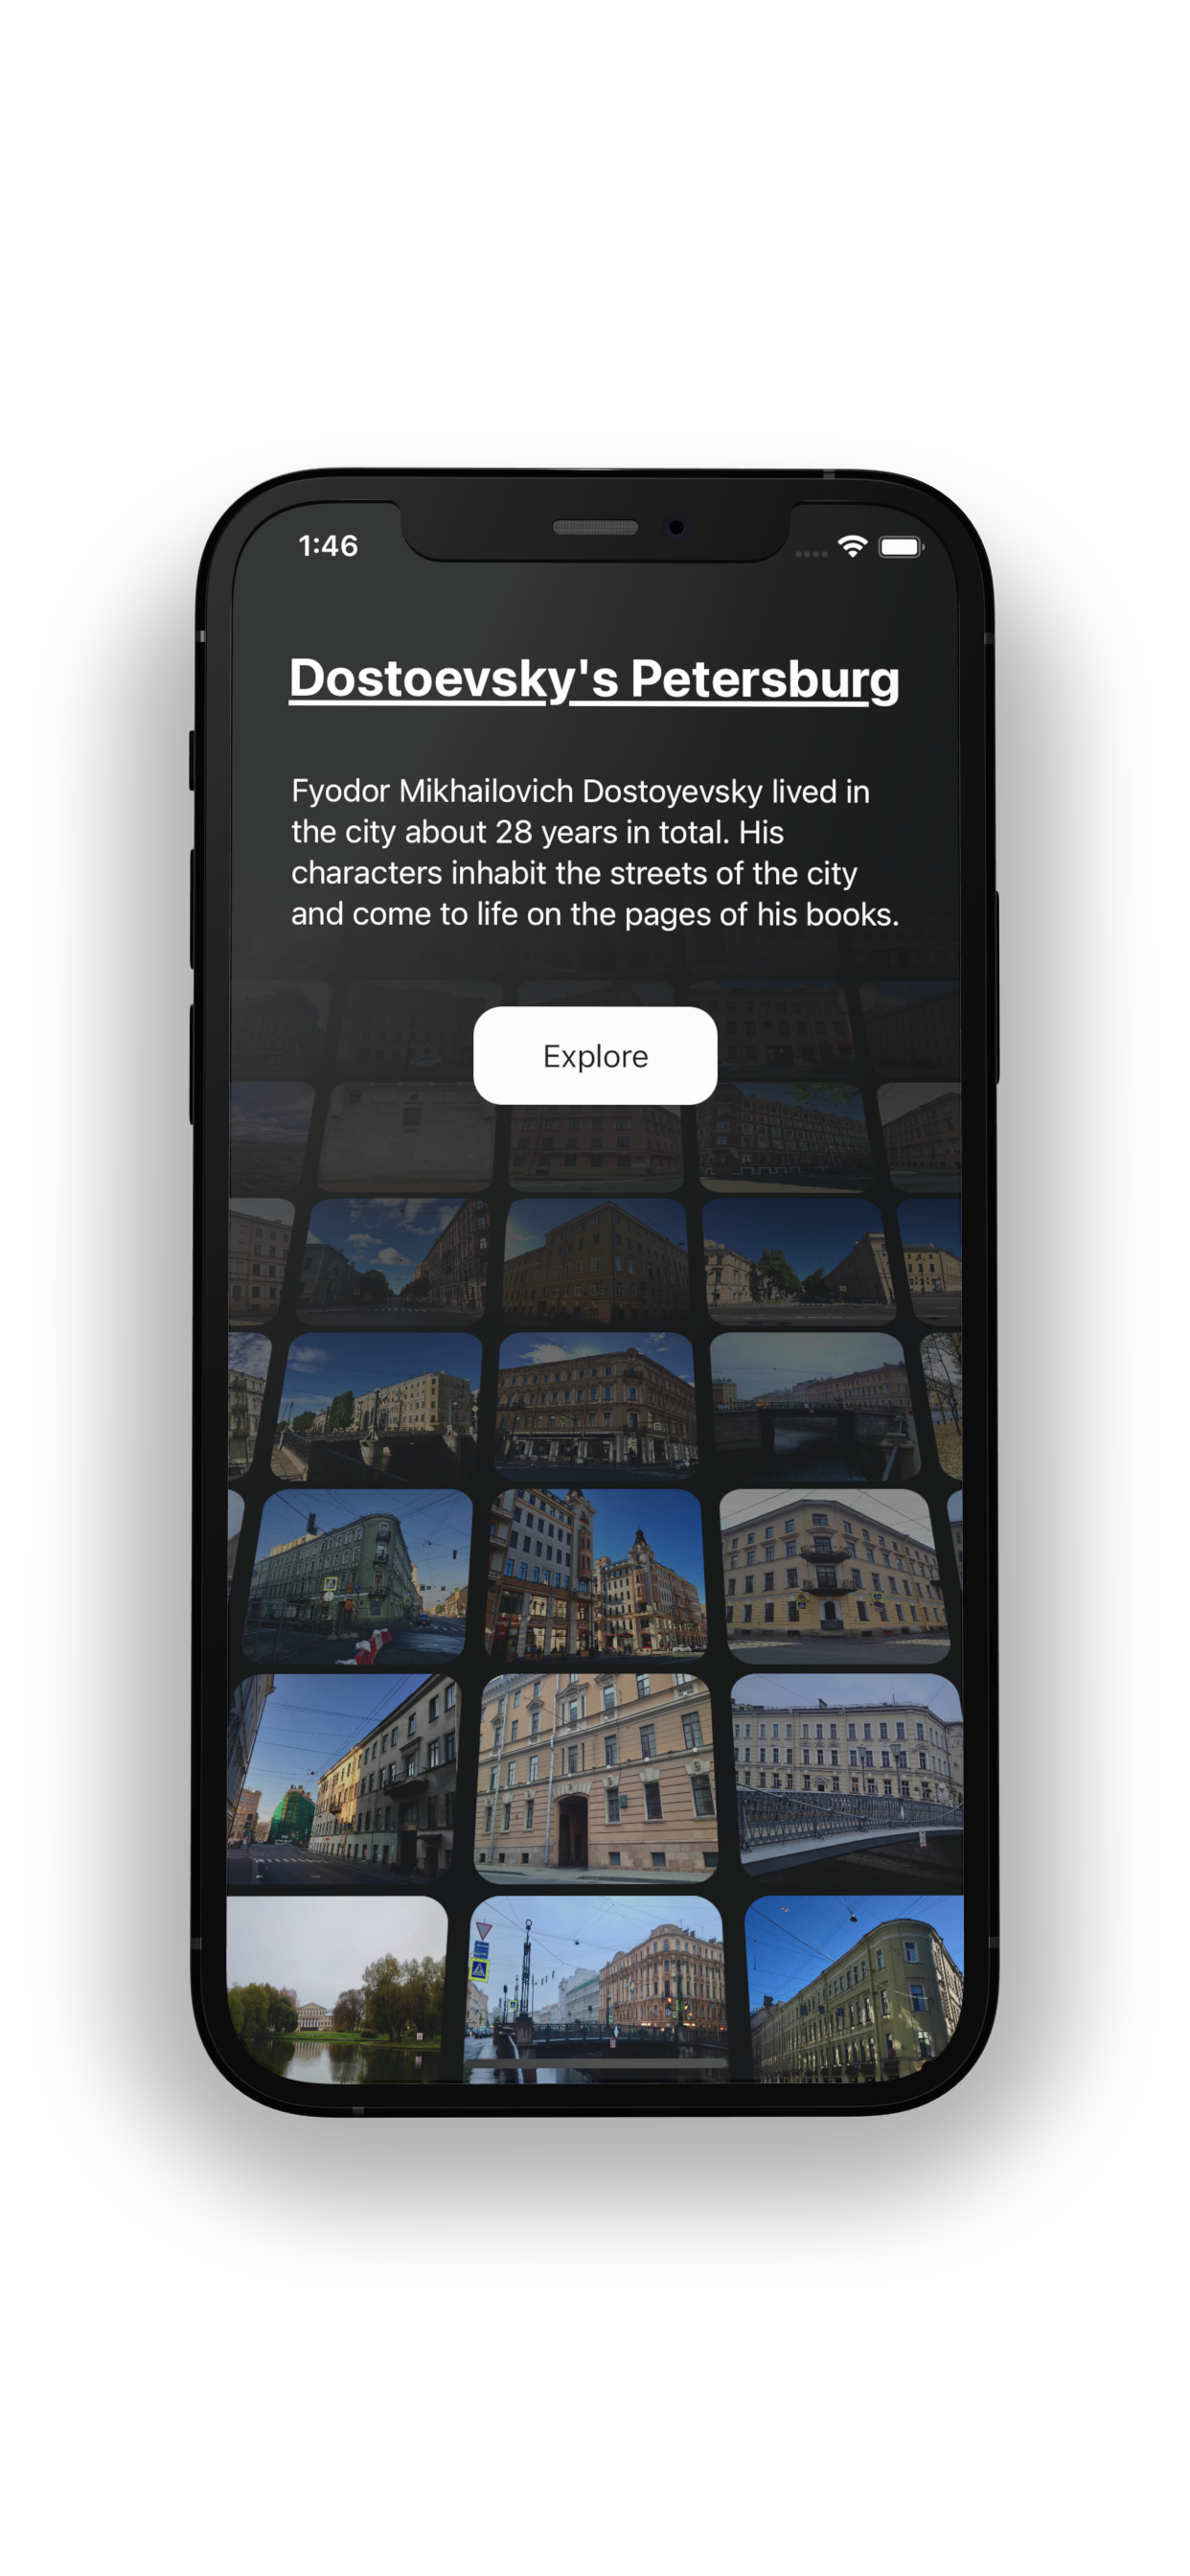 1:46
Dostoevsky's Petersburg
Fyodor Mikhailovich Dostoyevsky lived in
the city about 28 years in total. His
characters inhabit the streets of the city
and come to life on the pages of his books.
Explore